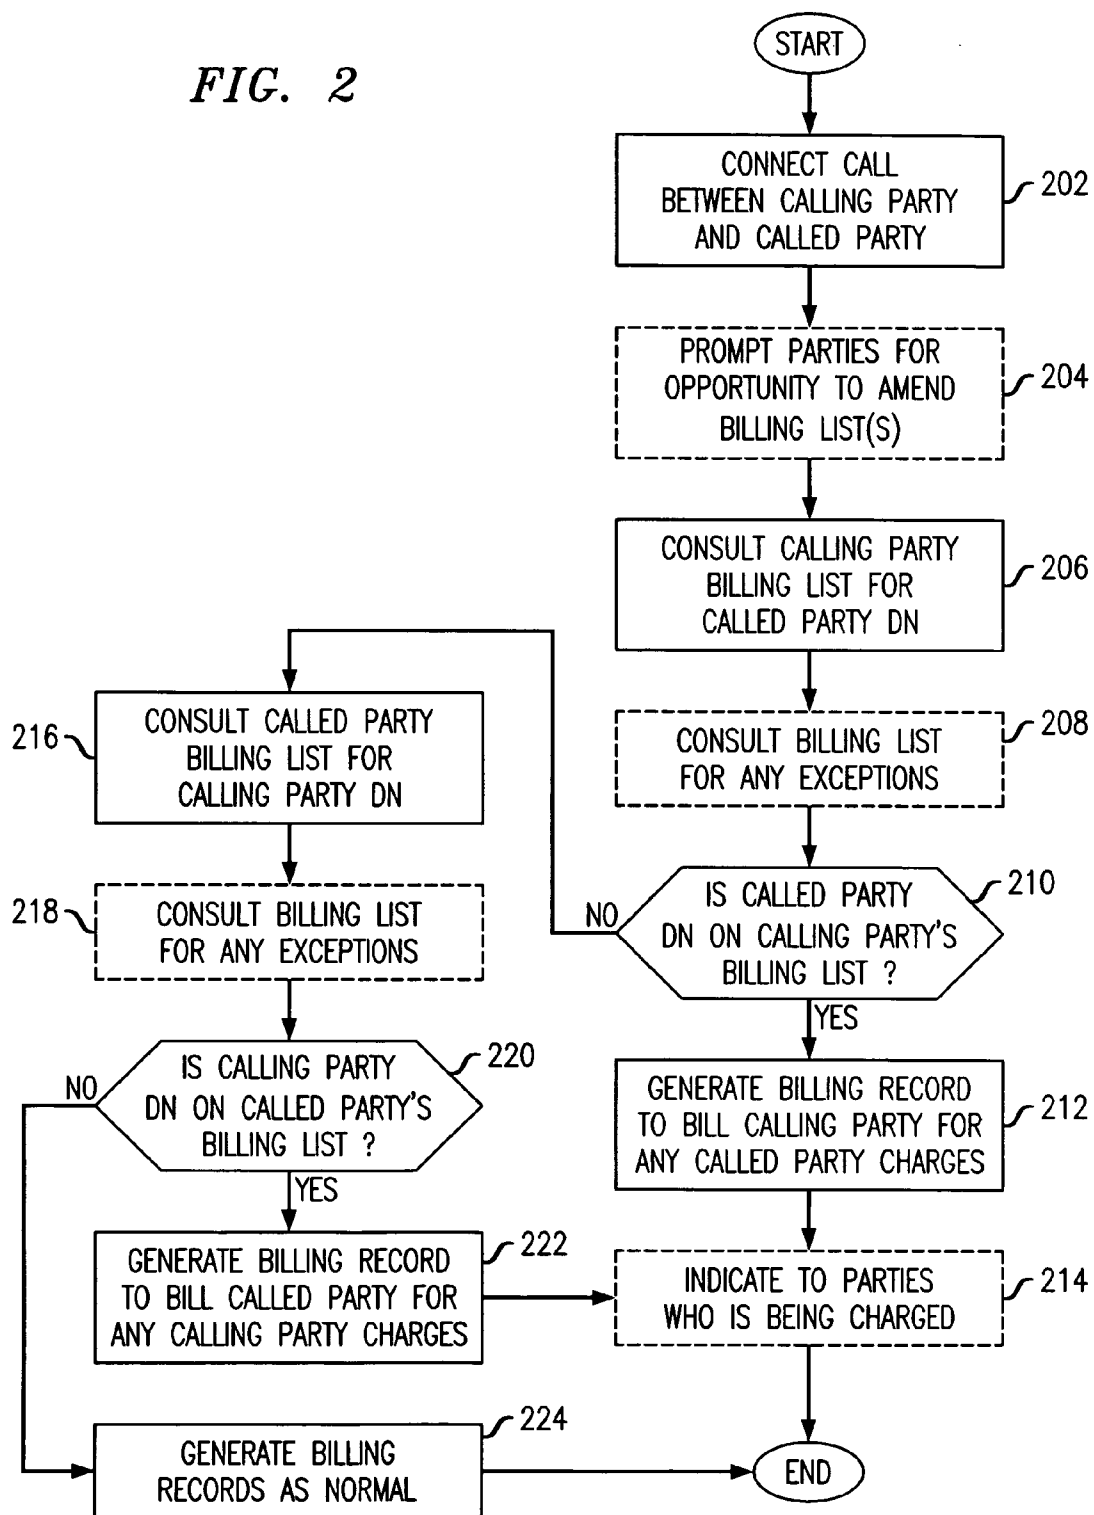 FIG. 2
START
CONNECT CALL
BETWEEN CALLING PARTY
AND CALLED PARTY
202
PROMPT PARTIES FOR
OPPORTUNITY TO AMEND
BILLING LIST(S)
204
CONSULT CALLING PARTY
BILLING LIST FOR
CALLED PARTY DN
206
CONSULT BILLING LIST
FOR ANY EXCEPTIONS
208
IS CALLED PARTY
DN ON CALLING PARTY'S
BILLING LIST ?
210
NO
YES
GENERATE BILLING RECORD
TO BILL CALLING PARTY FOR
ANY CALLED PARTY CHARGES
212
INDICATE TO PARTIES
WHO IS BEING CHARGED
214
216
CONSULT CALLED PARTY
BILLING LIST FOR
CALLING PARTY DN
218
CONSULT BILLING LIST
FOR ANY EXCEPTIONS
IS CALLING PARTY
DN ON CALLED PARTY'S
BILLING LIST ?
220
NO
YES
GENERATE BILLING RECORD
TO BILL CALLED PARTY FOR
ANY CALLING PARTY CHARGES
222
GENERATE BILLING
RECORDS AS NORMAL
224
END